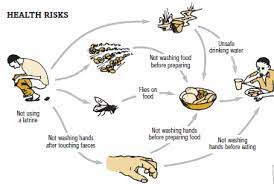 HEALTH RISKS
Unsafe
drinking water
Not washing food
before preparing
Flies on
food
Not using
a latrine
Not washing hands
after touching faeces
Not washing hands
before preparing food
Not washing
hands before eating